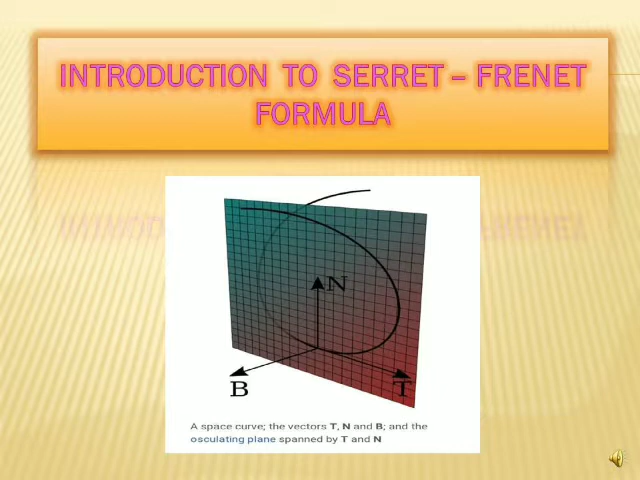 INTRODUCTION TO SERRET – FRENET
FORMULA
N
B
T
A space curve; the vectors T, N and B; and the
osculating plane spanned by T and N